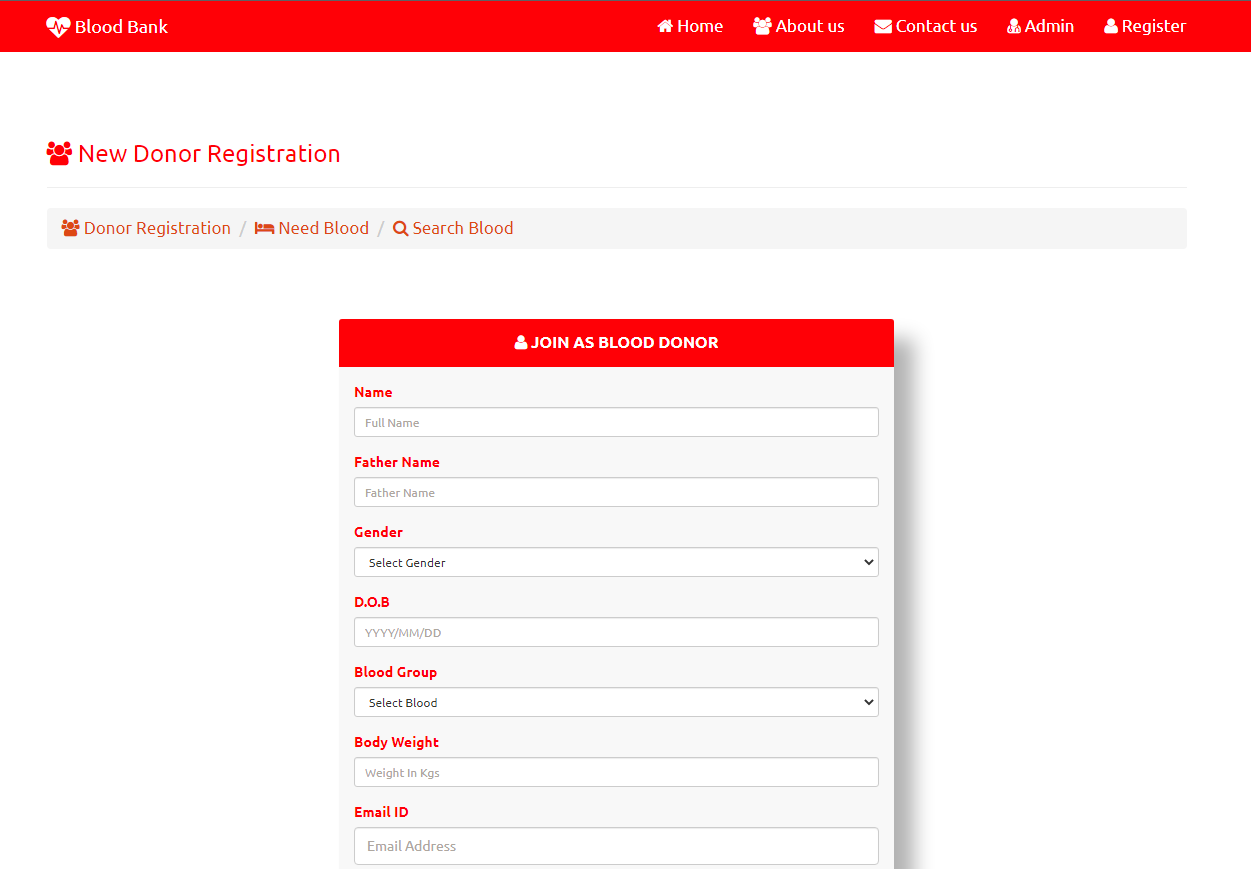 Blood Bank Home About us Contact us Admin Register
New Donor Registration
Donor Registration / Need Blood / Search Blood
JOIN AS BLOOD DONOR
Name
Full Name
Father Name
Father Name
Gender
Select Gender
D.O.B
YYYY/MM/DD
Blood Group
Select Blood
Body Weight
Weight In Kgs
Email ID
Email Address